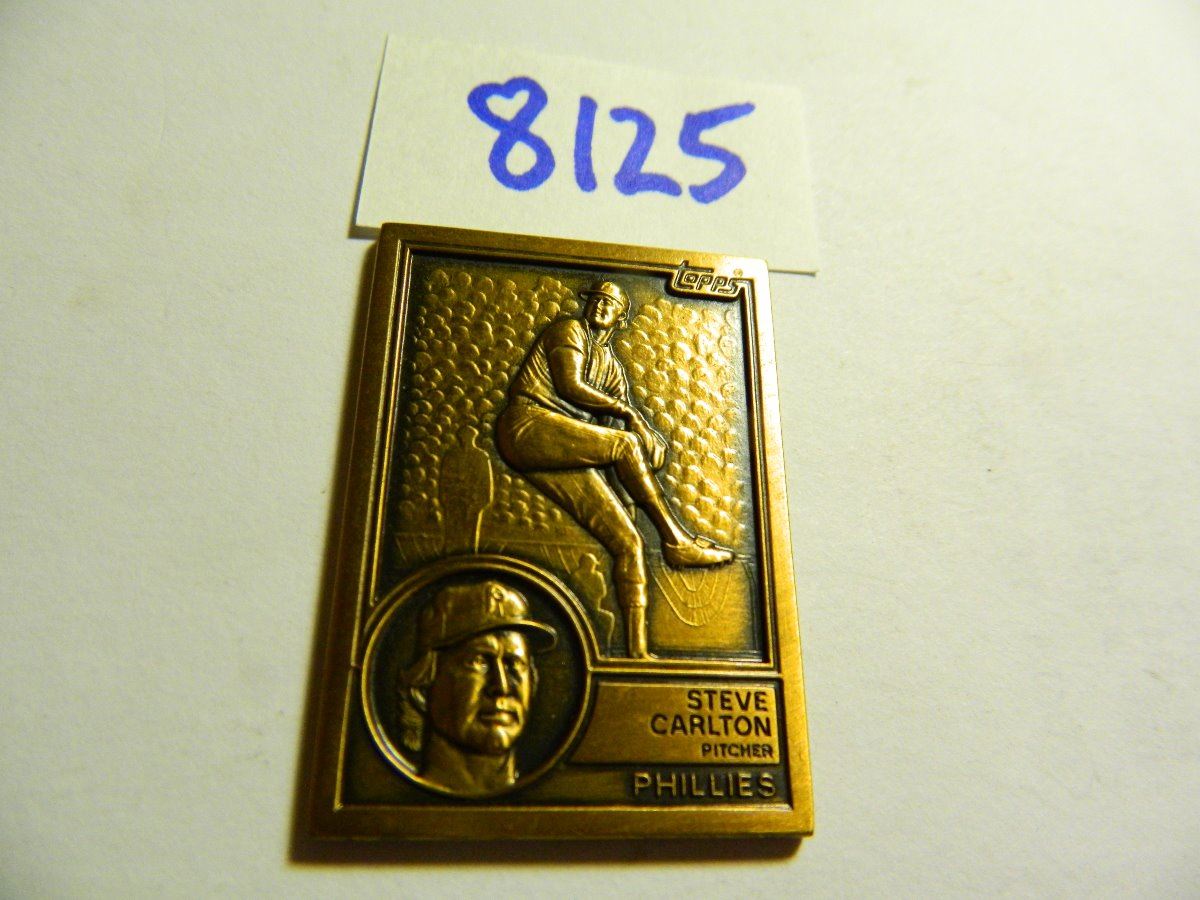 8125
topps
STEVE
CARLTON
PITCHER
PHILLIES